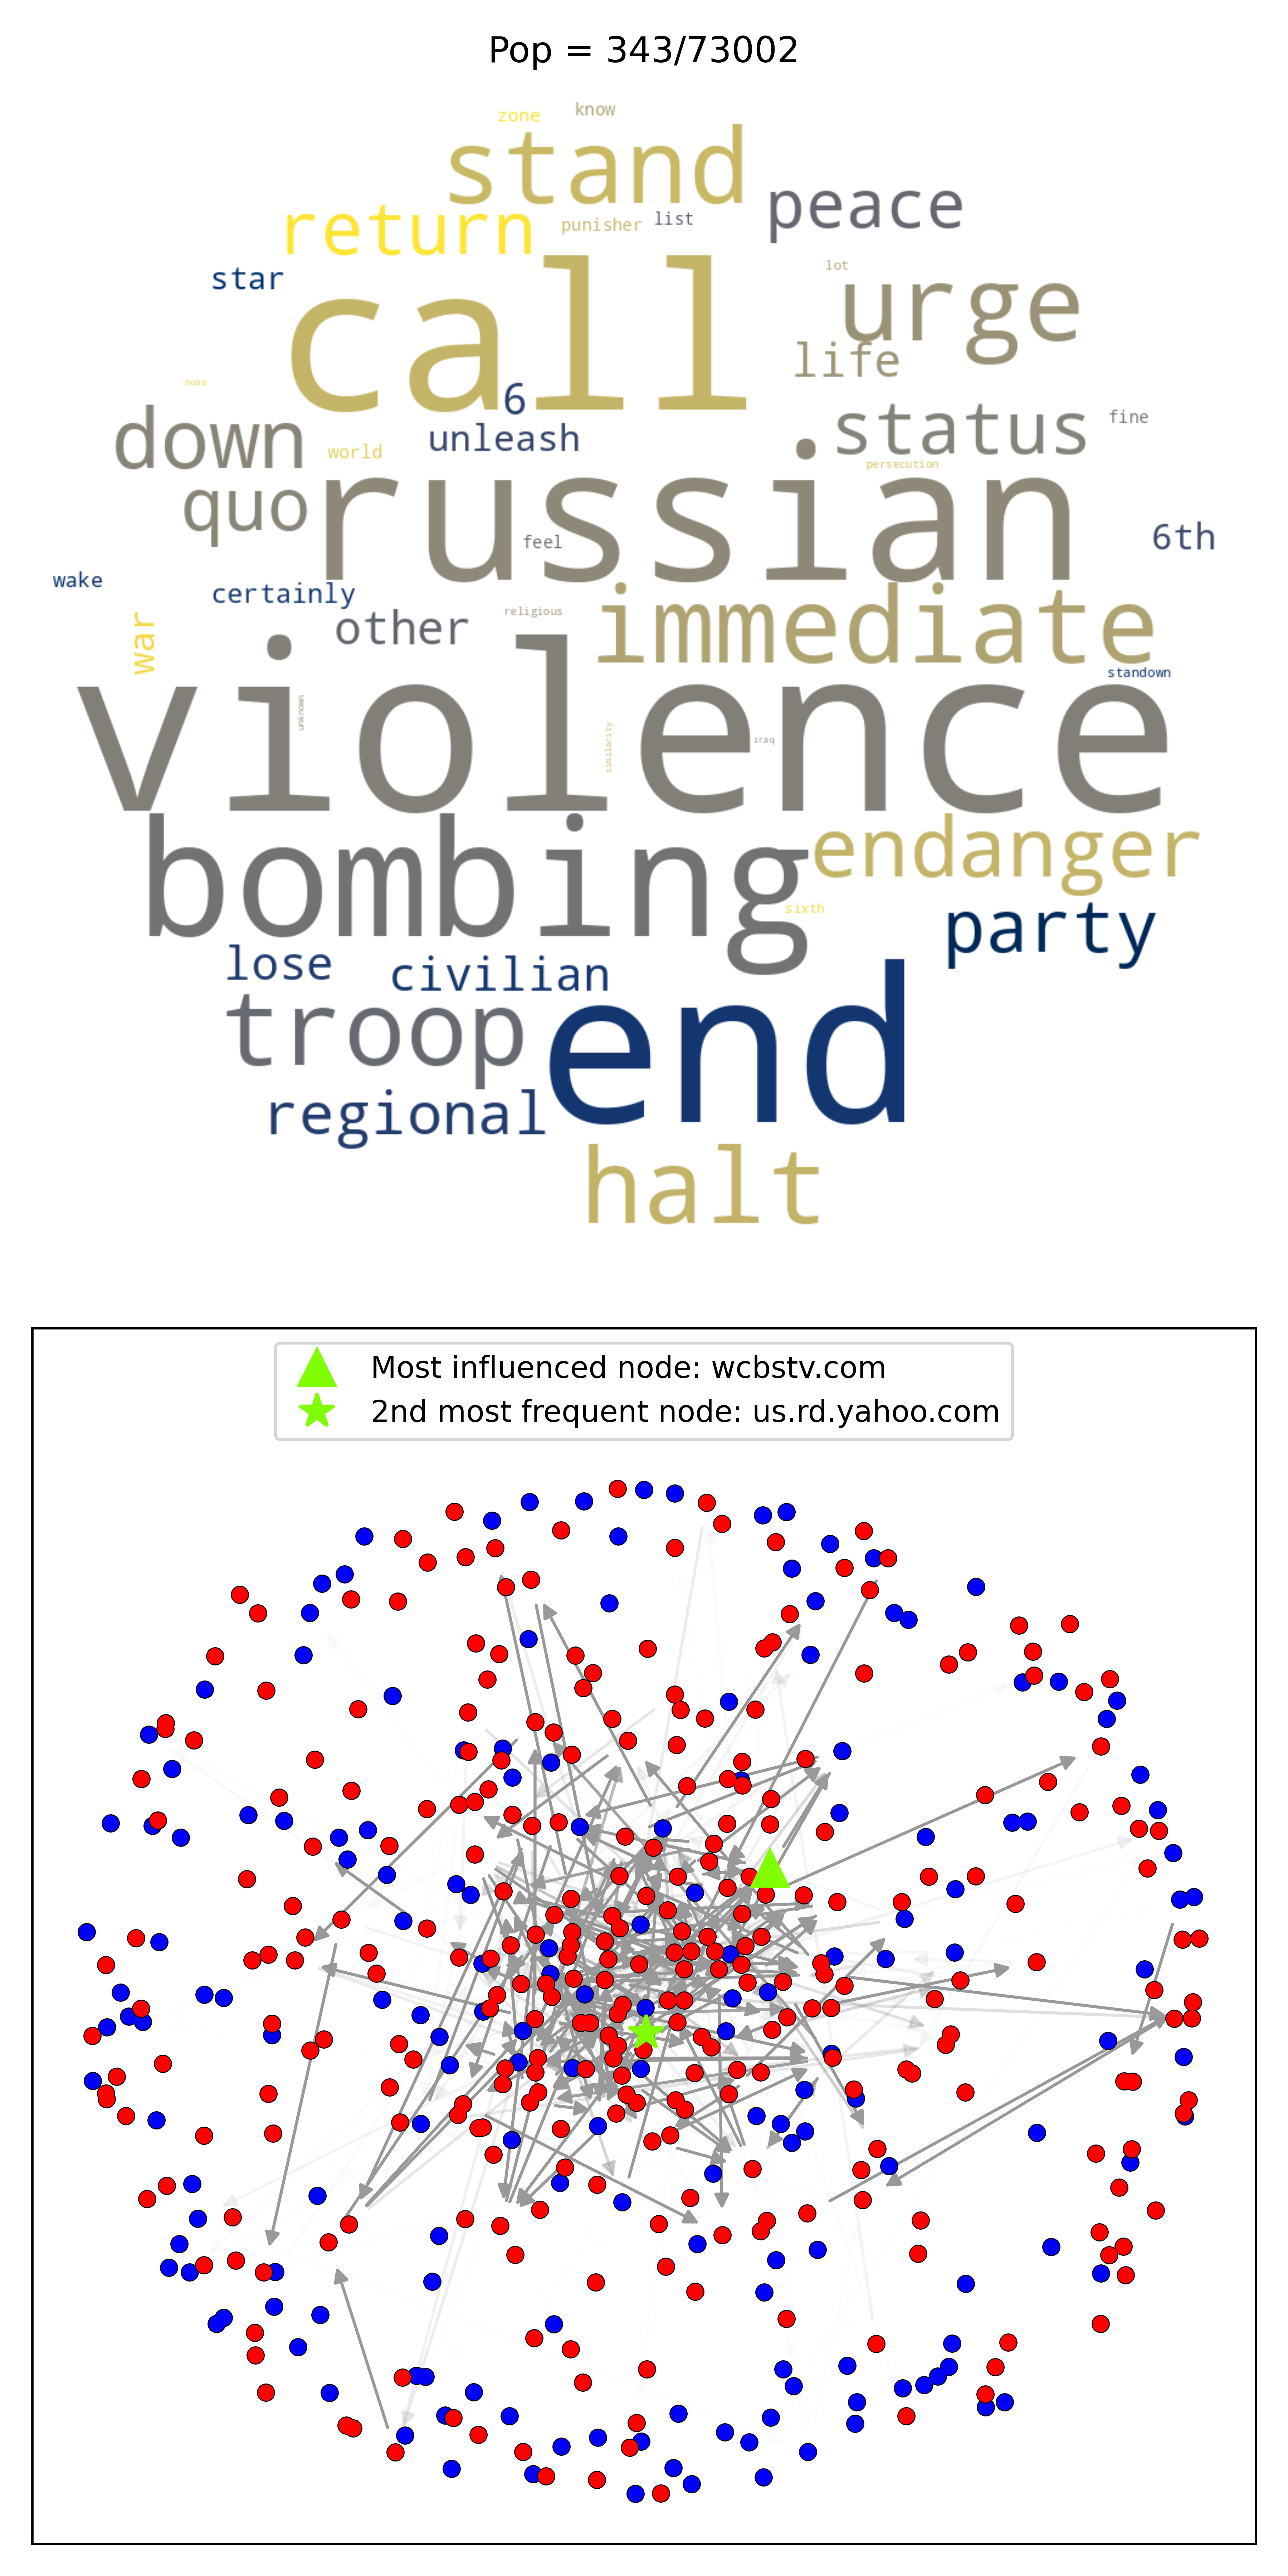 Pop = 343/73002
zone know
stand
peace
return punisher list
star
call
lot
urge
life
home
6
down
world
unleash
status fine
persecution
quo
russian
feel
6th
wake
certainly
immediate
war
other
religious
violence
standown
unknown
similarity
iraq
bombing
endanger
sixth
party
lose civilian
troop
end
regional
halt
Most influenced node: wcbstv.com
2nd most frequent node: us.rd.yahoo.com